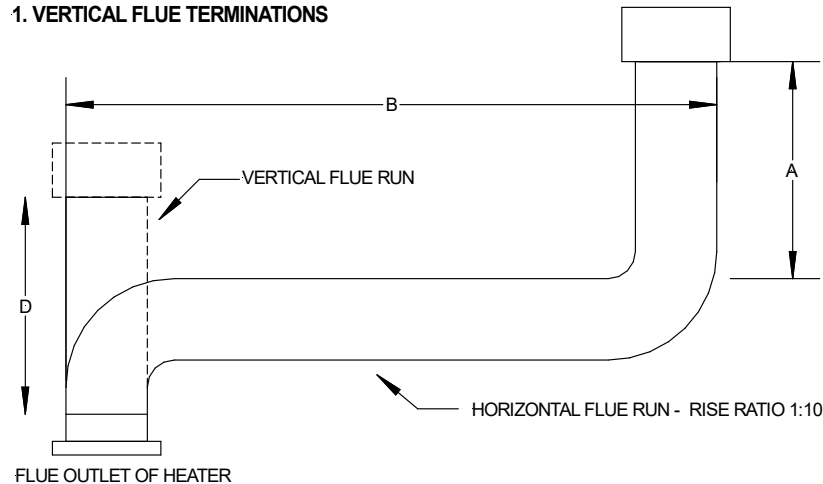 1. VERTICAL FLUE TERMINATIONS
B
A
VERTICAL FLUE RUN
D
HORIZONTAL FLUE RUN - RISE RATIO 1:10
FLUE OUTLET OF HEATER